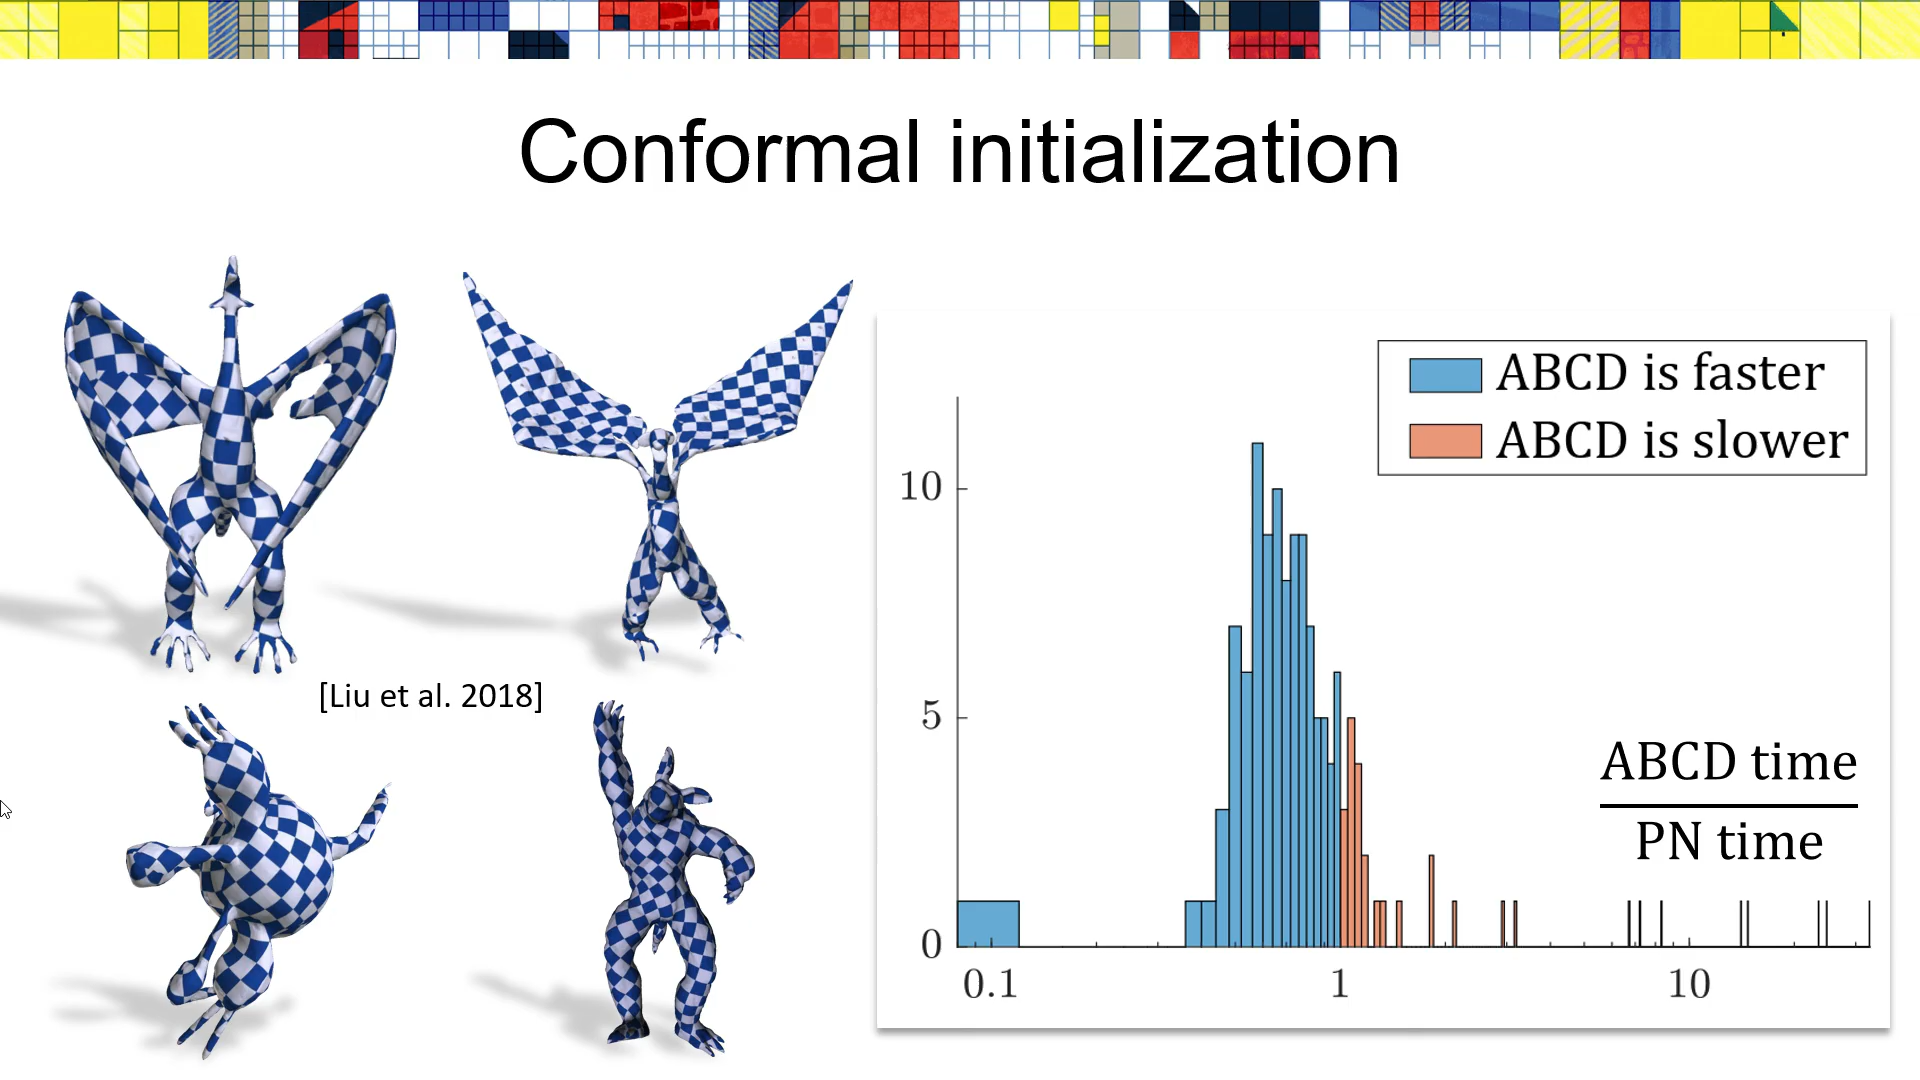 Conformal initialization
[Liu et al. 2018]
ABCD is faster
ABCD is slower
10
5
0
0.1
1
10
ABCD time
PN time